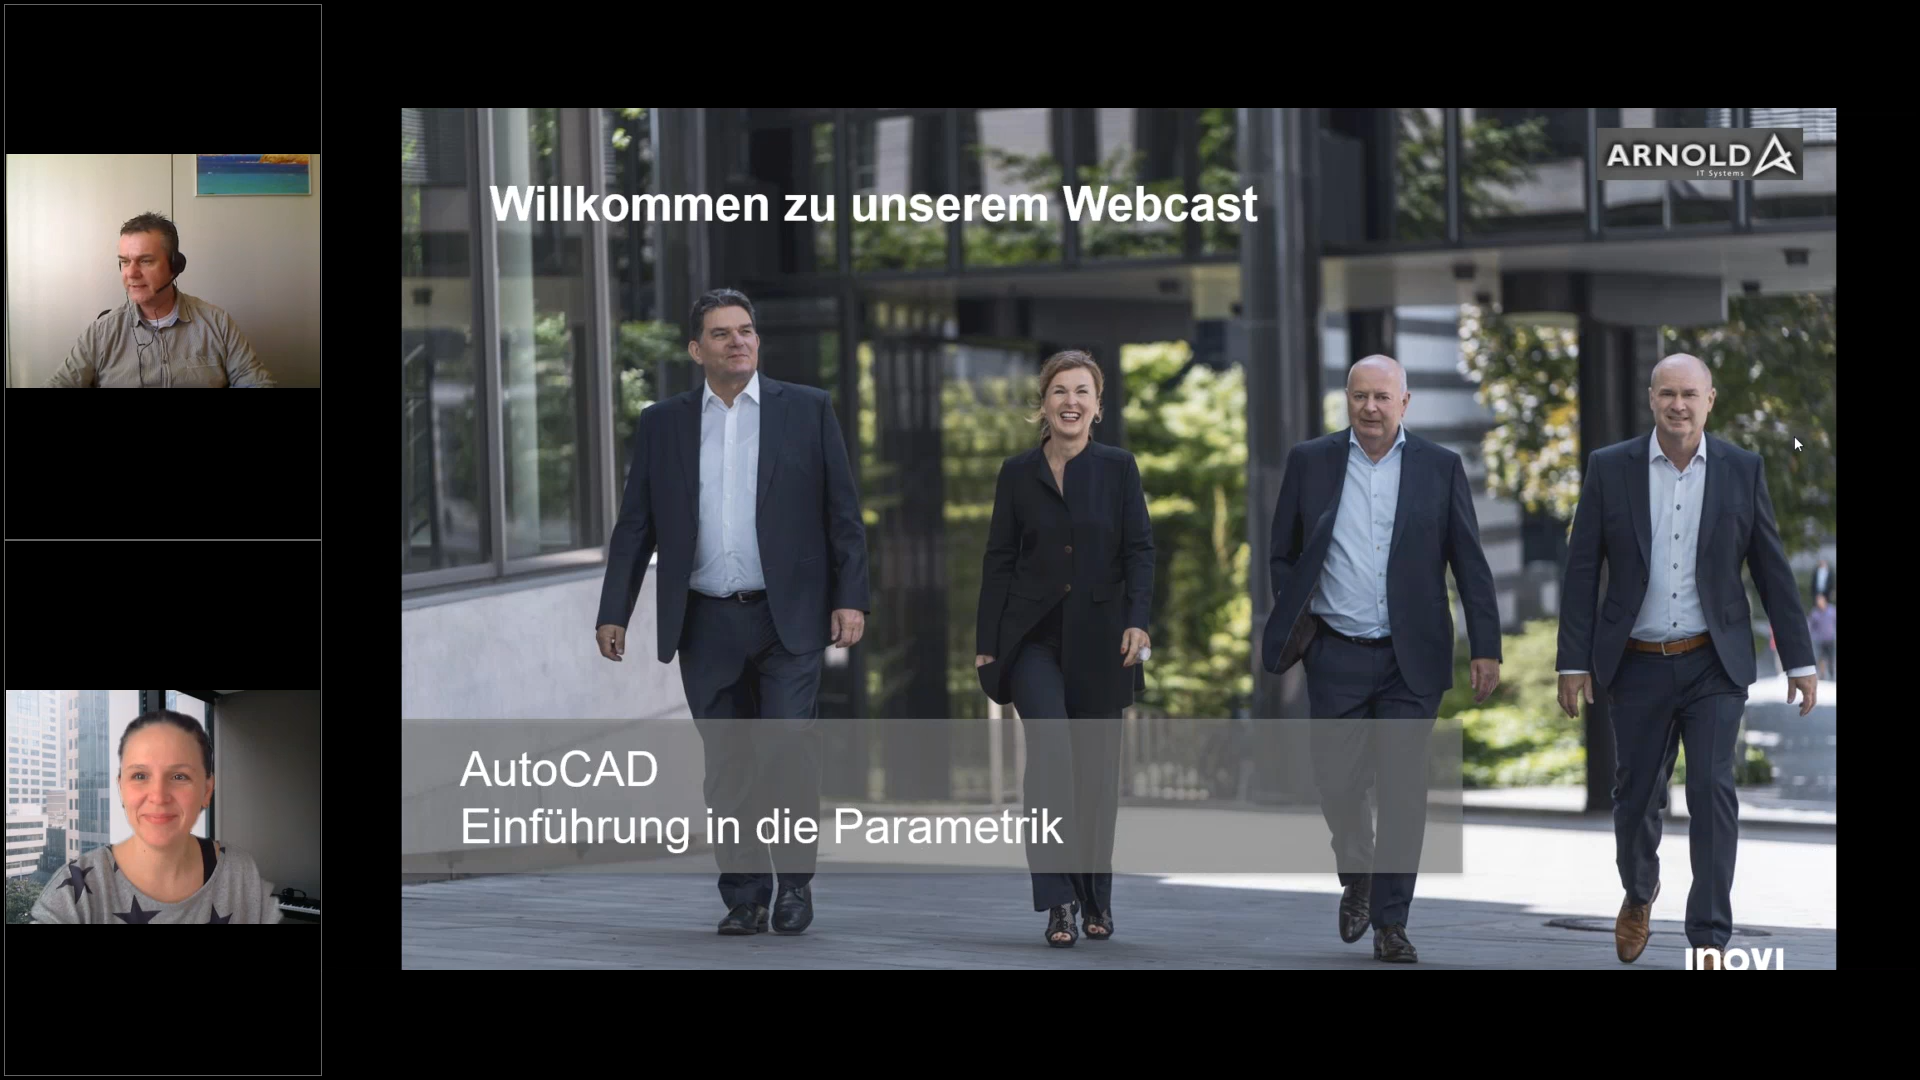 ARNOLD
IT Systems
Willkommen zu unserem Webcast
AutoCAD
Einführung in die Parametrik
inovi